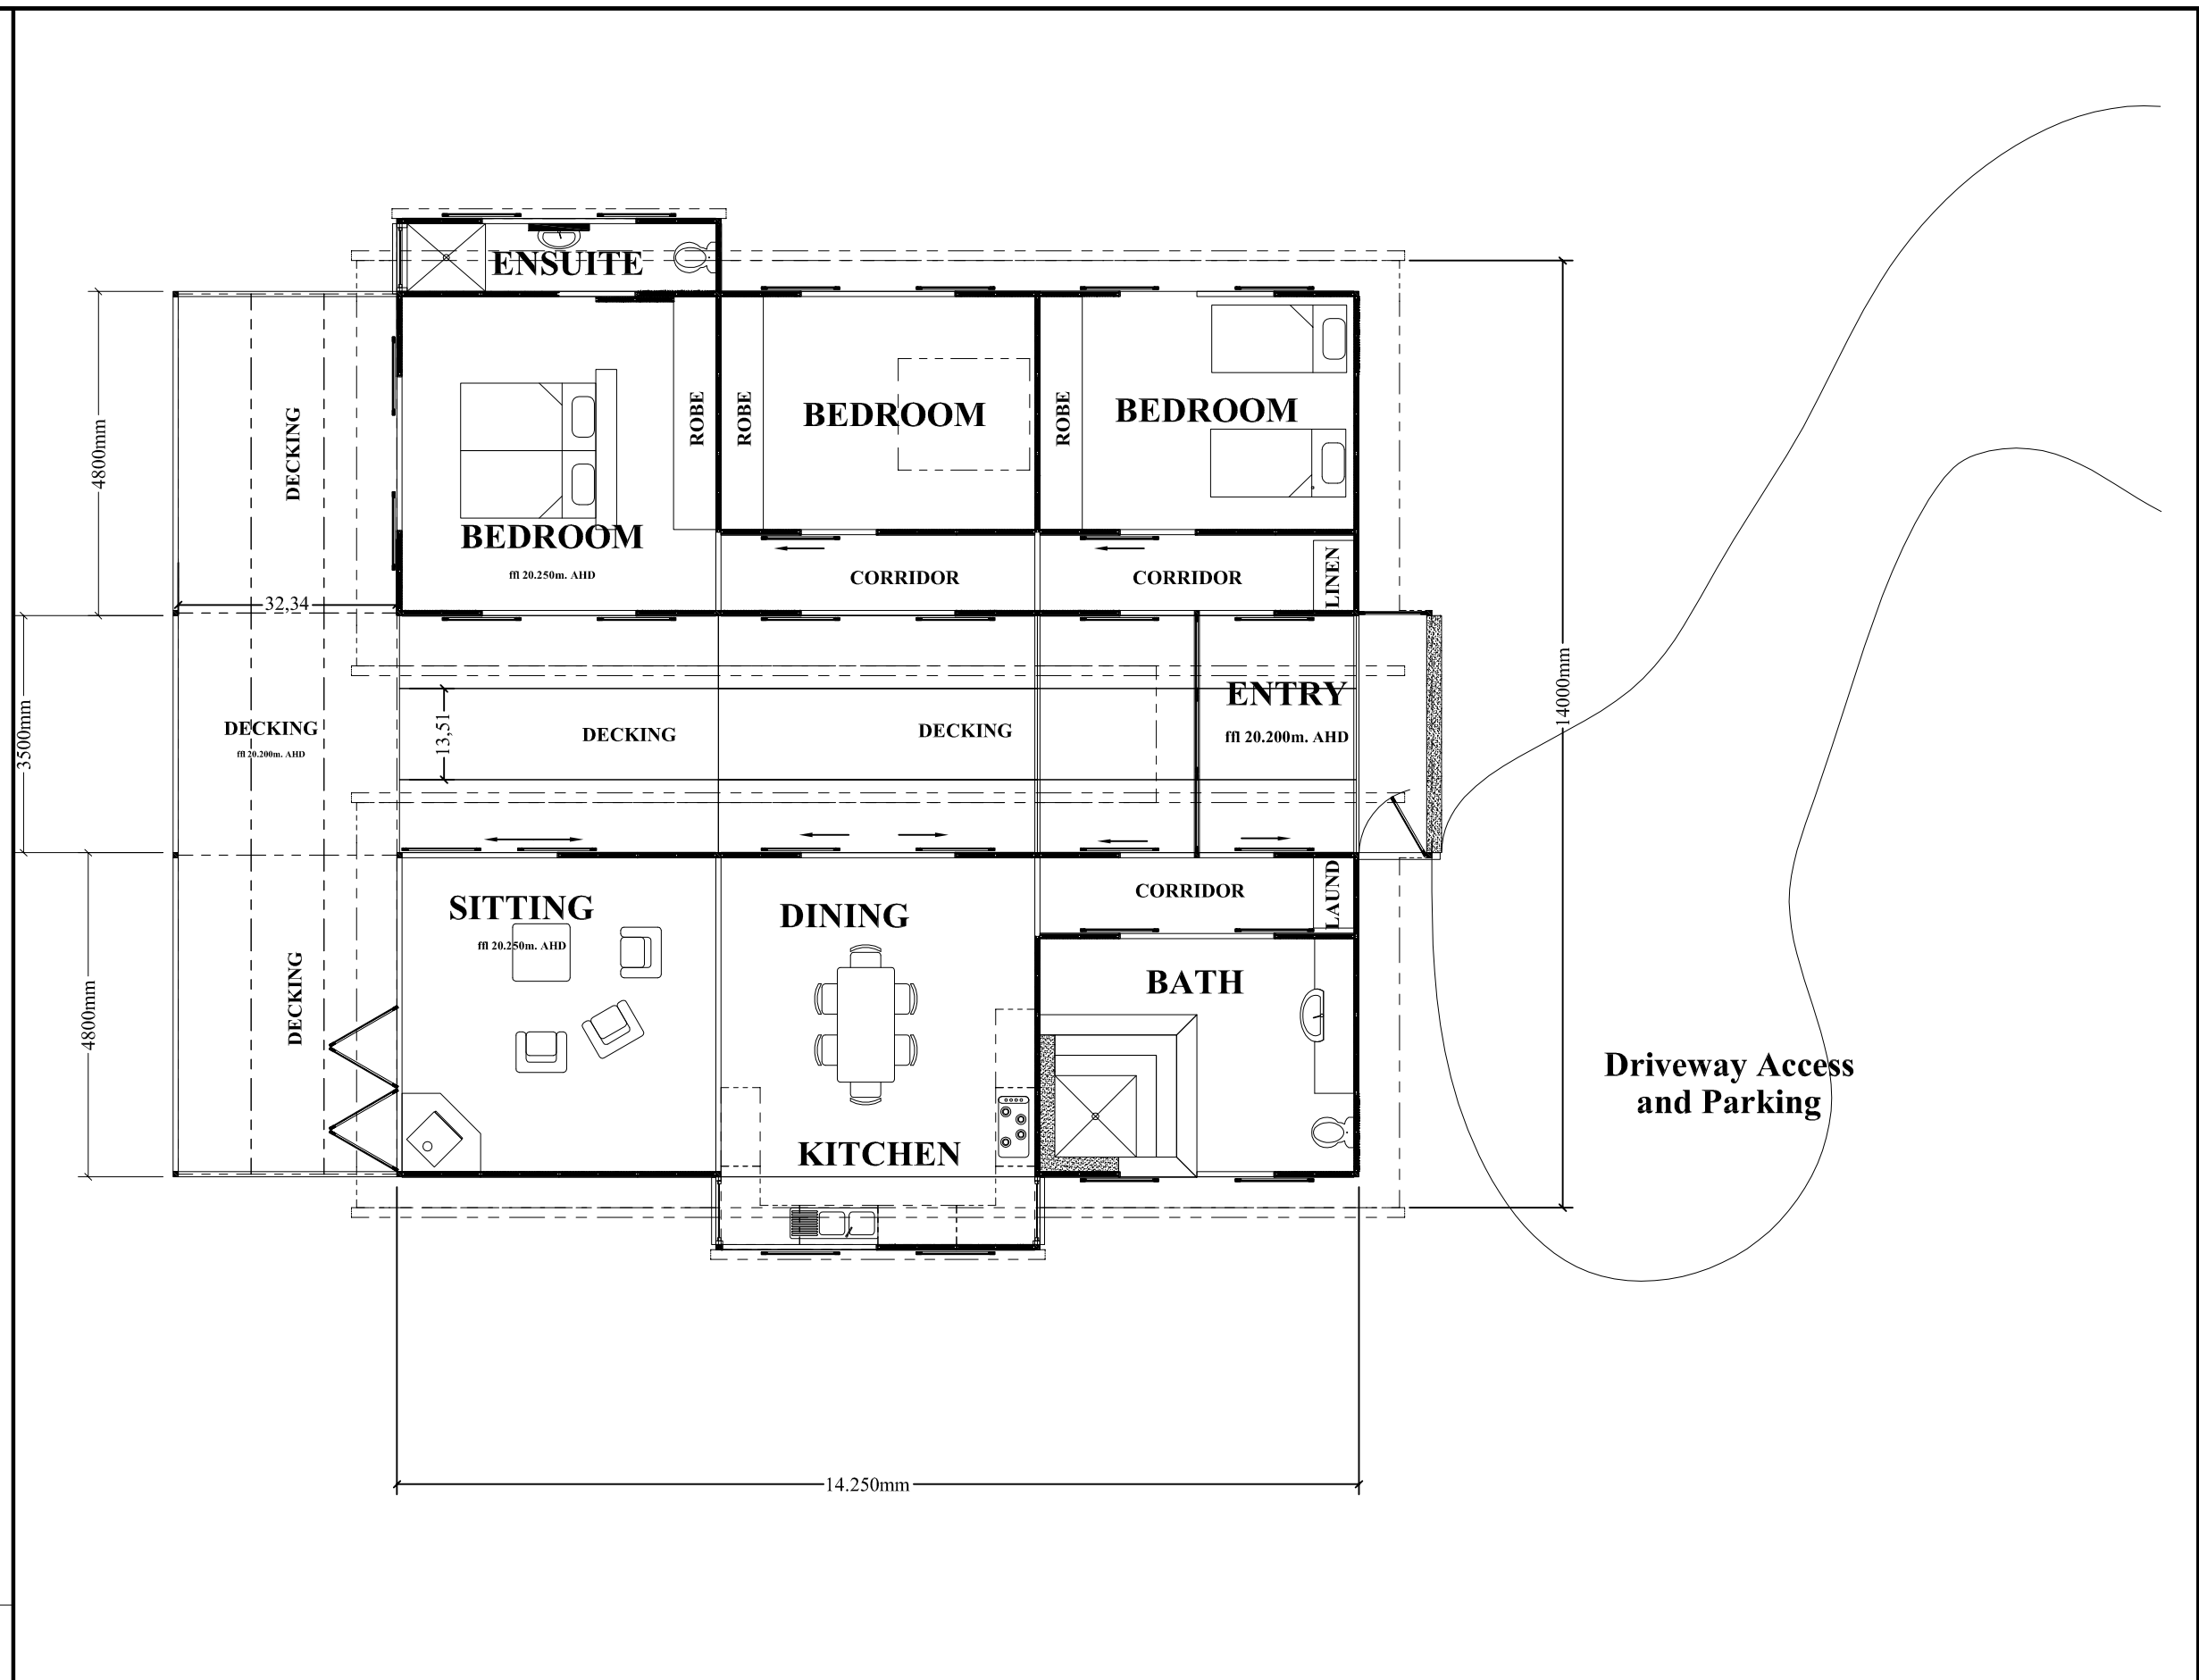 ENSUITE
ROBE
ROBE
ROBE
BEDROOM
BEDROOM
BEDROOM
ffl 20.250m. AHD
DECKING
4800mm
CORRIDOR
CORRIDOR
LINEN
32,34
3500mm
DECKING
ffl 20.200m. AHD
13,51
DECKING
DECKING
ENTRY
ffl 20.200m. AHD
14000mm
SITTING
ffl 20.250m. AHD
DINING
CORRIDOR
LAUND
BATH
DECKING
4800mm
KITCHEN
Driveway Access
and Parking
14.250mm